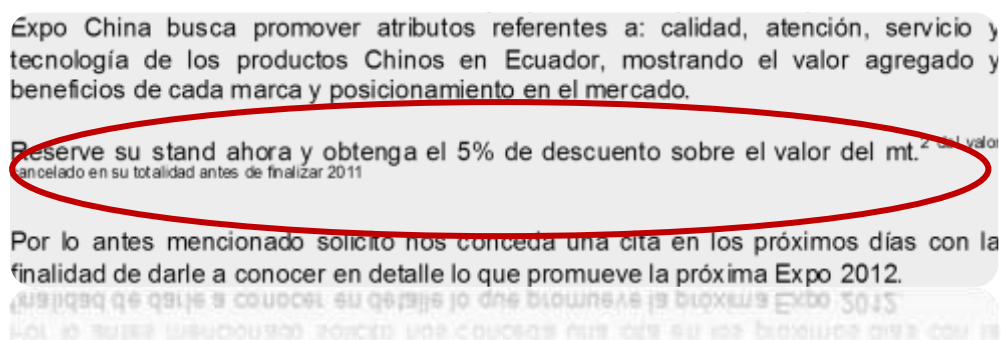 Expo China busca promover atributos referentes a: calidad, atención, servicio y
tecnología de los productos Chinos en Ecuador, mostrando el valor agregado y
beneficios de cada marca y posicionamiento en el mercado.
Reserve su stand ahora y obtenga el 5% de descuento sobre el valor del mt.² del valor
cancelado en su totalidad antes de finalizar 2011
Por lo antes mencionado solicito nos conceda una cita en los próximos días con la
finalidad de darle a conocer en detalle lo que promueve la próxima Expo 2012.